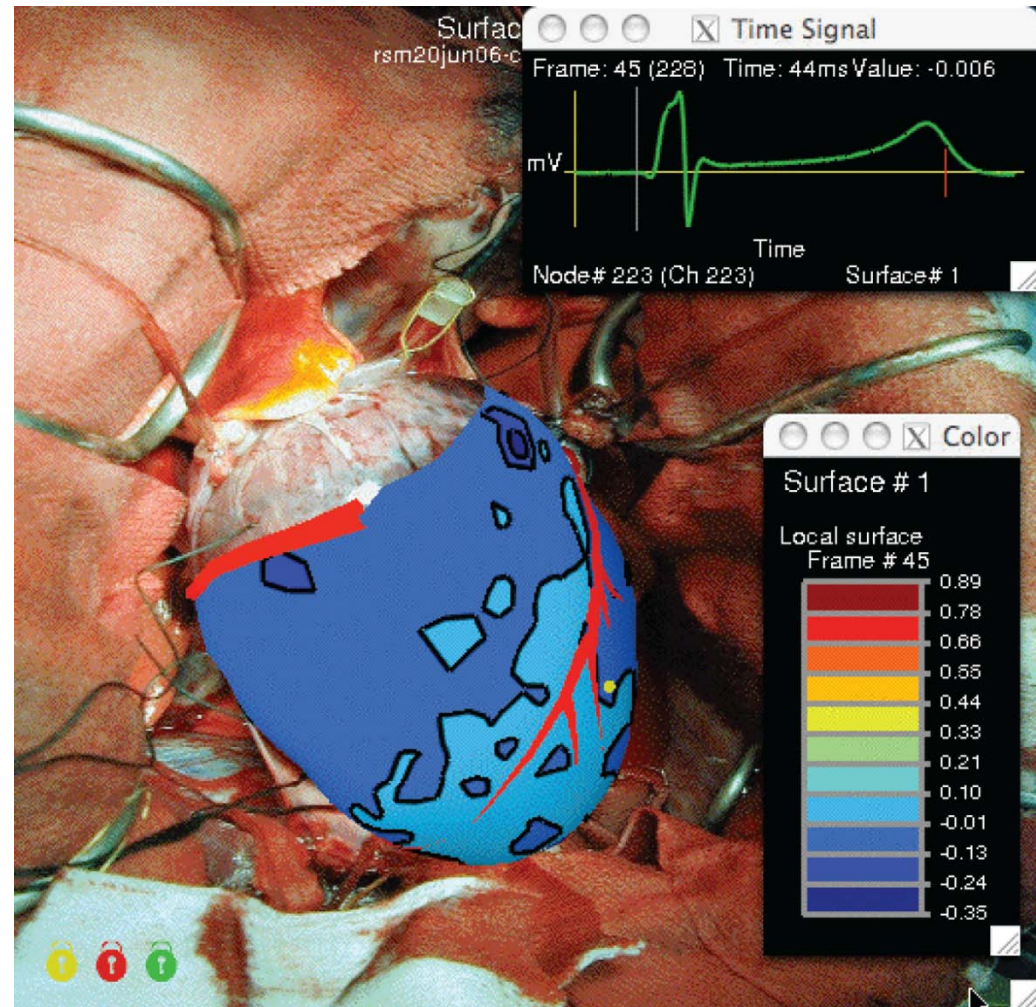 Surfac
rsm20jun06-c
X Time Signal
Frame: 45 (228) Time: 44ms Value: -0.006
mV
Time
Node# 223 (Ch 223) Surface# 1
X Color
Surface # 1
Local surface
Frame # 45
0.89
0.78
0.66
0.55
0.44
0.33
0.21
0.10
-0.01
-0.13
-0.24
-0.35